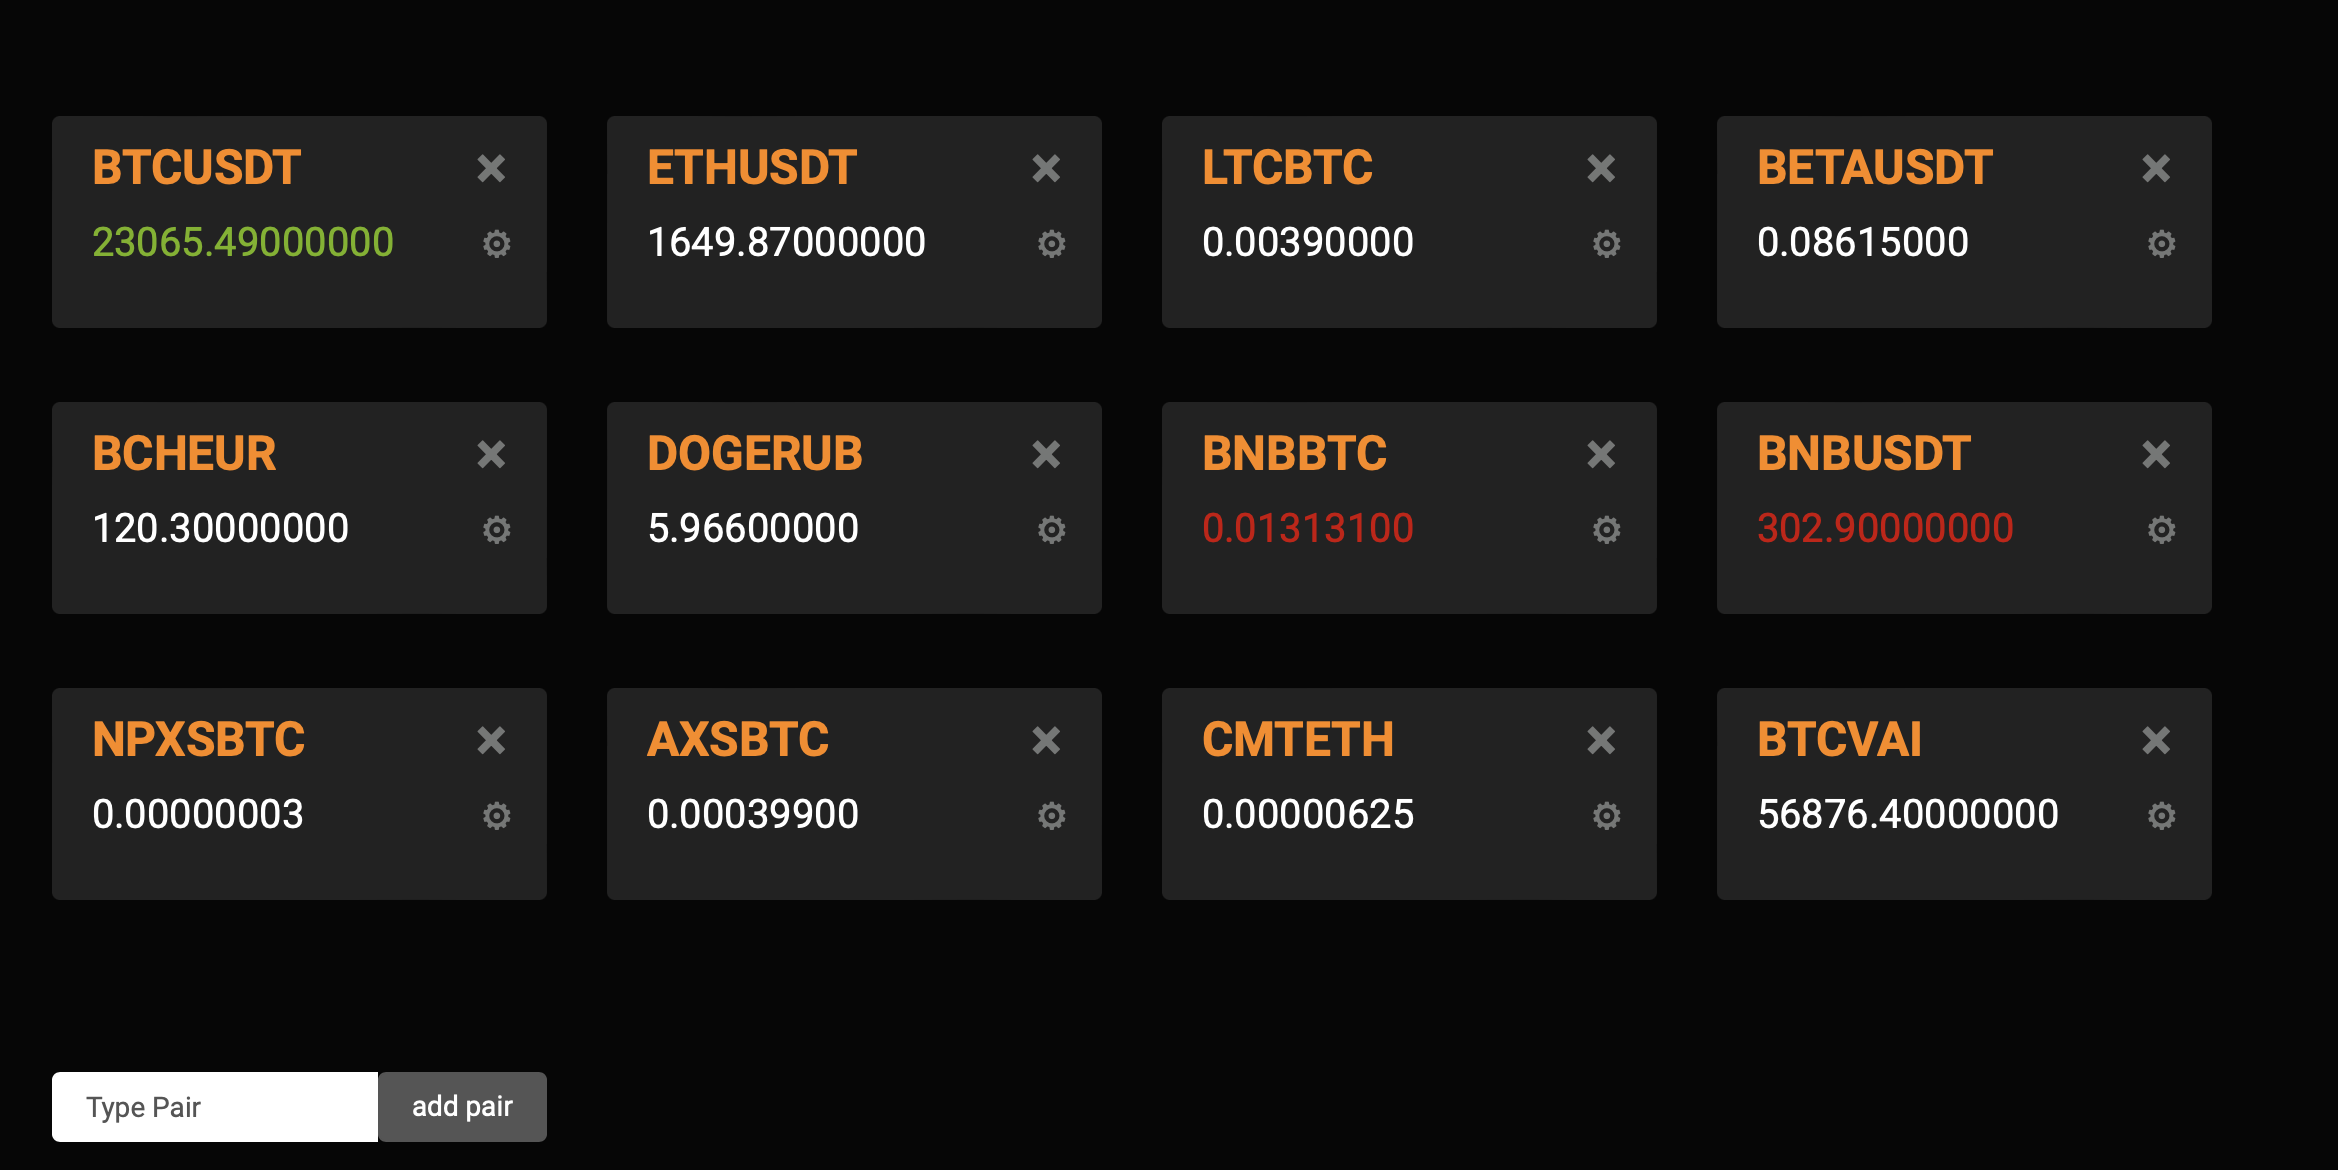 BTCUSDT
23065.49000000
ETHUSDT
1649.87000000
LTCBTC
0.00390000
BETAUSDT
0.08615000
BCHEUR
120.30000000
DOGERUB
5.96600000
BNBBTC
0.01313100
BNBUSDT
302.90000000
NPXSBTC
0.00000003
AXSBTC
0.00039900
CMTETH
0.00000625
BTCVAI
56876.40000000
Type Pair
add pair